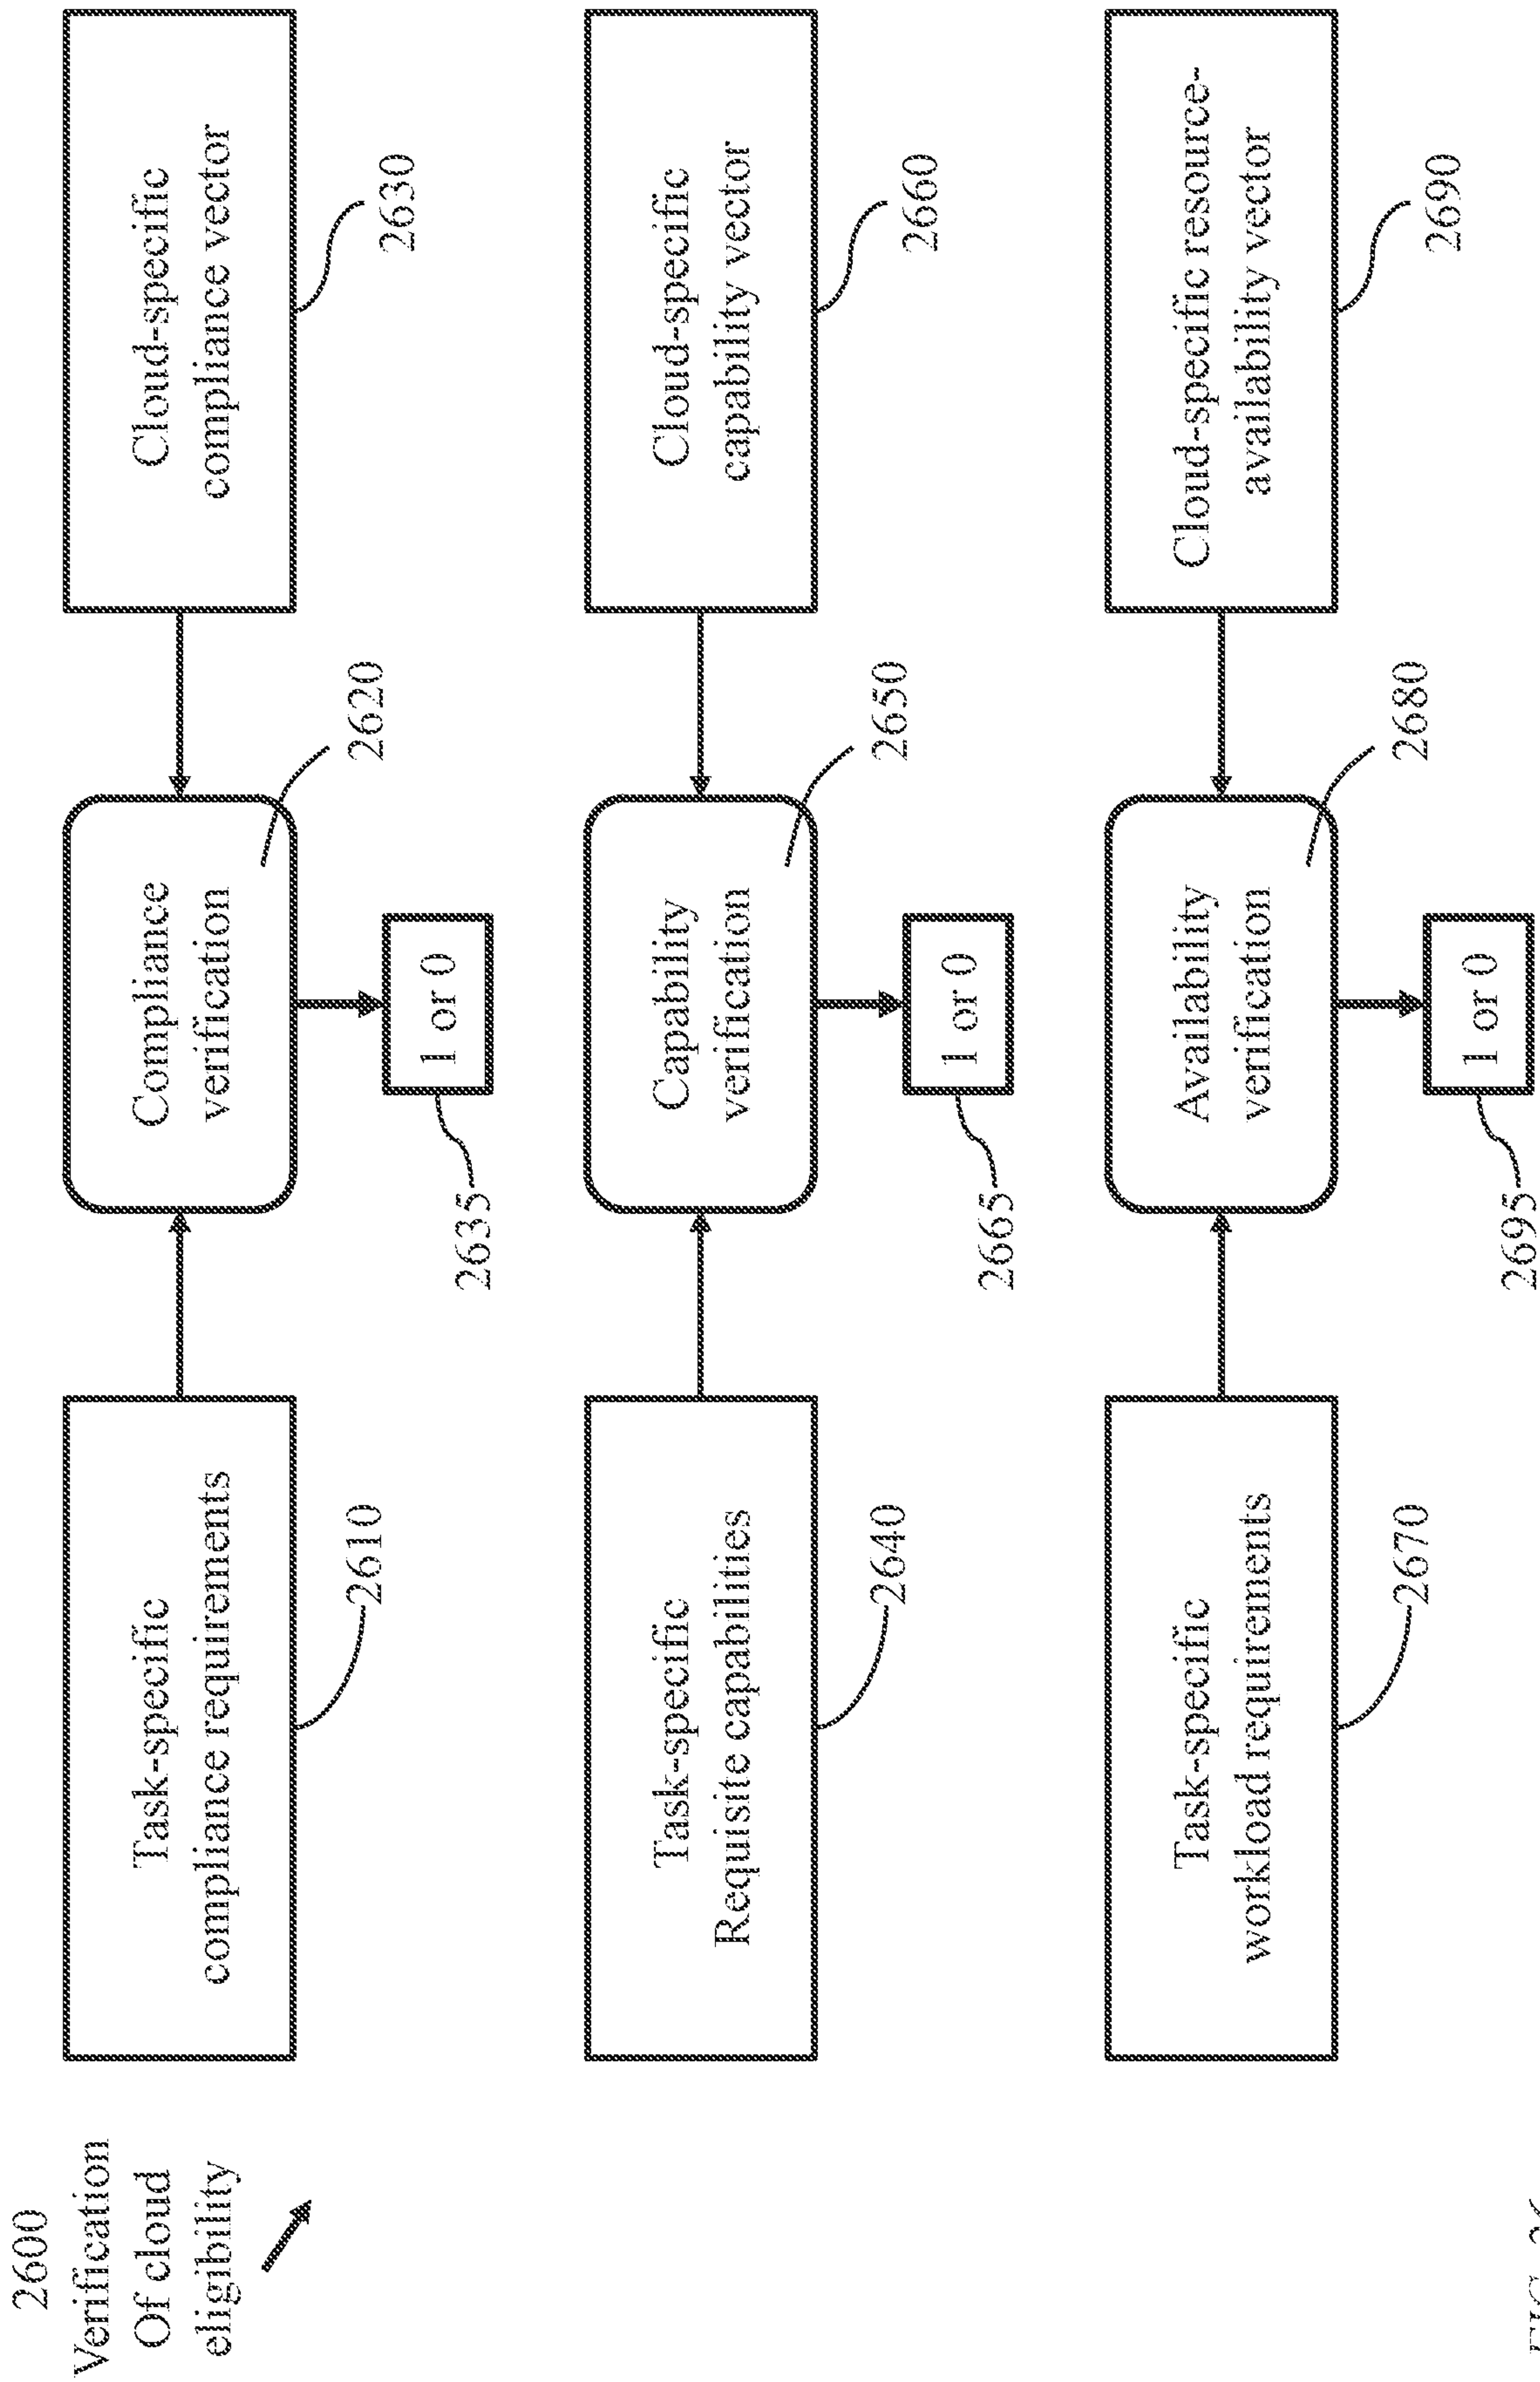 2600
Verification
Of cloud
eligibility
Task-specific
compliance requirements
2610
Compliance
verification
2620
Cloud-specific
compliance vector
2630
1 or 0
2635
Task-specific
Requisite capabilities
2640
Capability
verification
2650
Cloud-specific
capability vector
2660
1 or 0
2665
Task-specific
workload requirements
2670
Availability
verification
2680
Cloud-specific resource-
availability vector
2690
1 or 0
2695